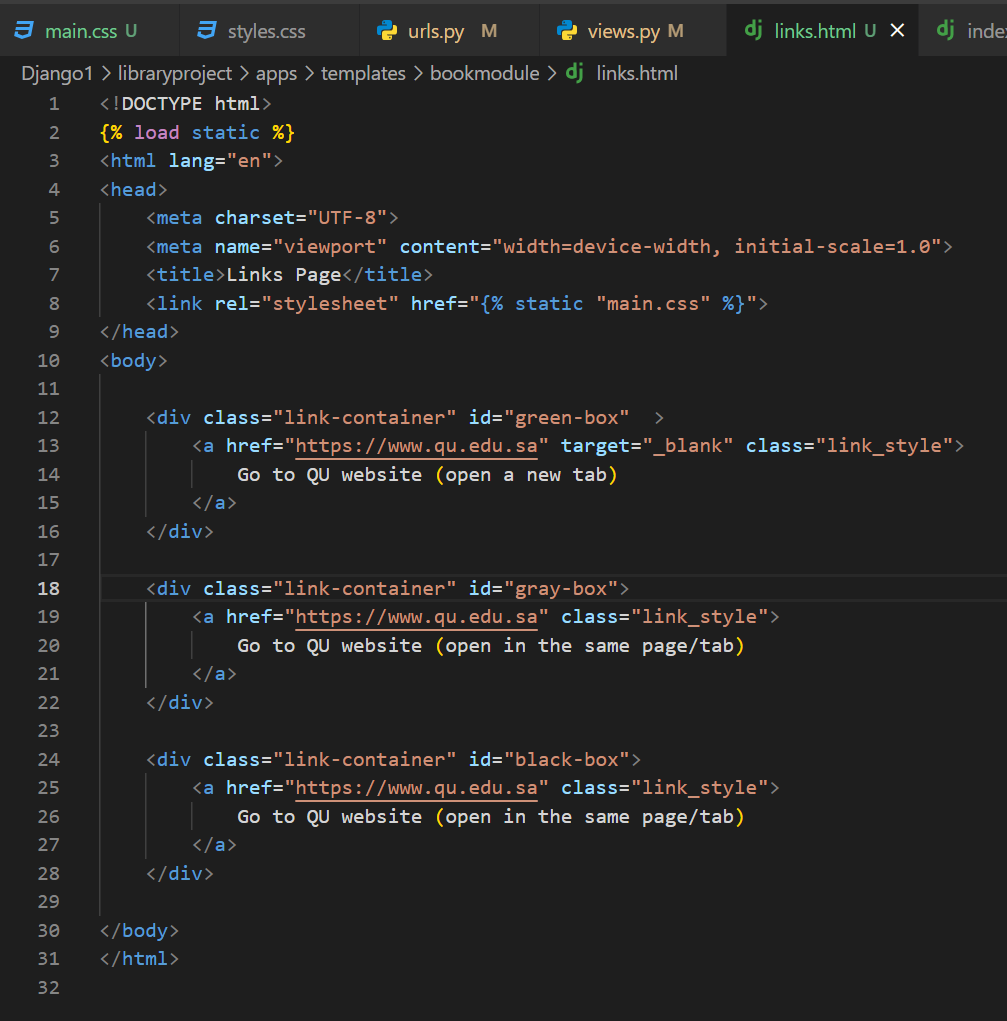 main.css U styles.css urls.py M views.py M dj links.html U × dj index
Django1 > libraryproject > apps > templates > bookmodule > dj links.html
1 <!DOCTYPE html>
2 {% load static %}
3 <html lang="en">
4 <head>
5     <meta charset="UTF-8">
6     <meta name="viewport" content="width=device-width, initial-scale=1.0">
7     <title>Links Page</title>
8     <link rel="stylesheet" href="{% static "main.css" %}">
9 </head>
10 <body>
11
12     <div class="link-container" id="green-box"  >
13         <a href="https://www.qu.edu.sa" target="_blank" class="link_style">
14             Go to QU website (open a new tab)
15         </a>
16     </div>
17
18     <div class="link-container" id="gray-box">
19         <a href="https://www.qu.edu.sa" class="link_style">
20             Go to QU website (open in the same page/tab)
21         </a>
22     </div>
23
24     <div class="link-container" id="black-box">
25         <a href="https://www.qu.edu.sa" class="link_style">
26             Go to QU website (open in the same page/tab)
27         </a>
28     </div>
29
30 </body>
31 </html>
32